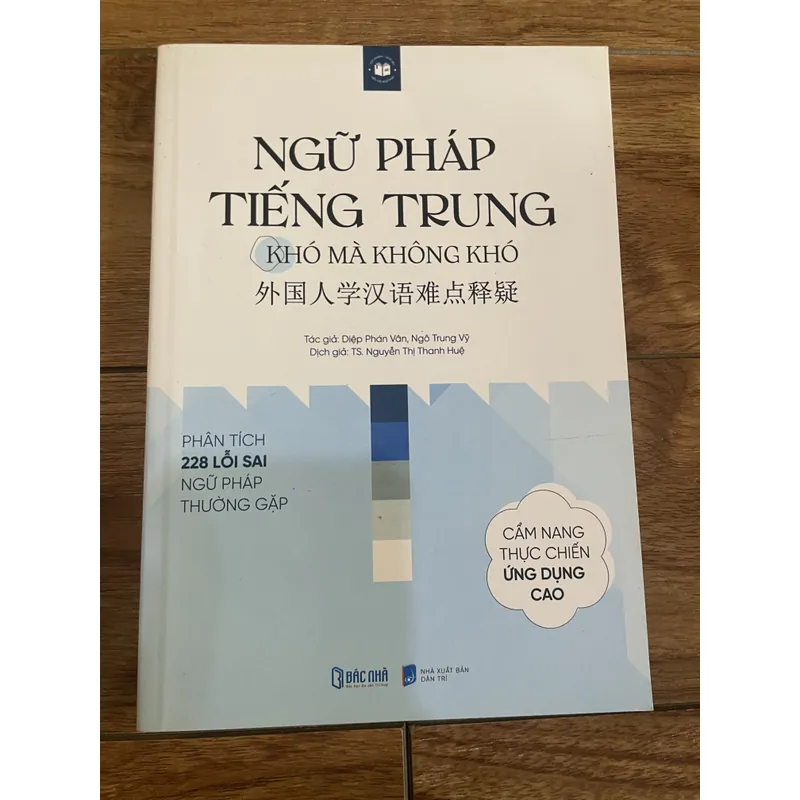 NGỮ PHÁP
TIẾNG TRUNG
KHÓ MÀ KHÔNG KHÓ
外国人学汉语难点释疑
Tác giả: Diệp Phán Vân, Ngô Trung Vỹ
Dịch giả: TS. Nguyễn Thị Thanh Huệ
PHÂN TÍCH
228 LỖI SAI
NGỮ PHÁP
THƯỜNG GẶP
CẨM NANG
THỰC CHIẾN
ỨNG DỤNG
CAO
BÁC NHÃ
NHÀ XUẤT BẢN
DÂN TRÍ